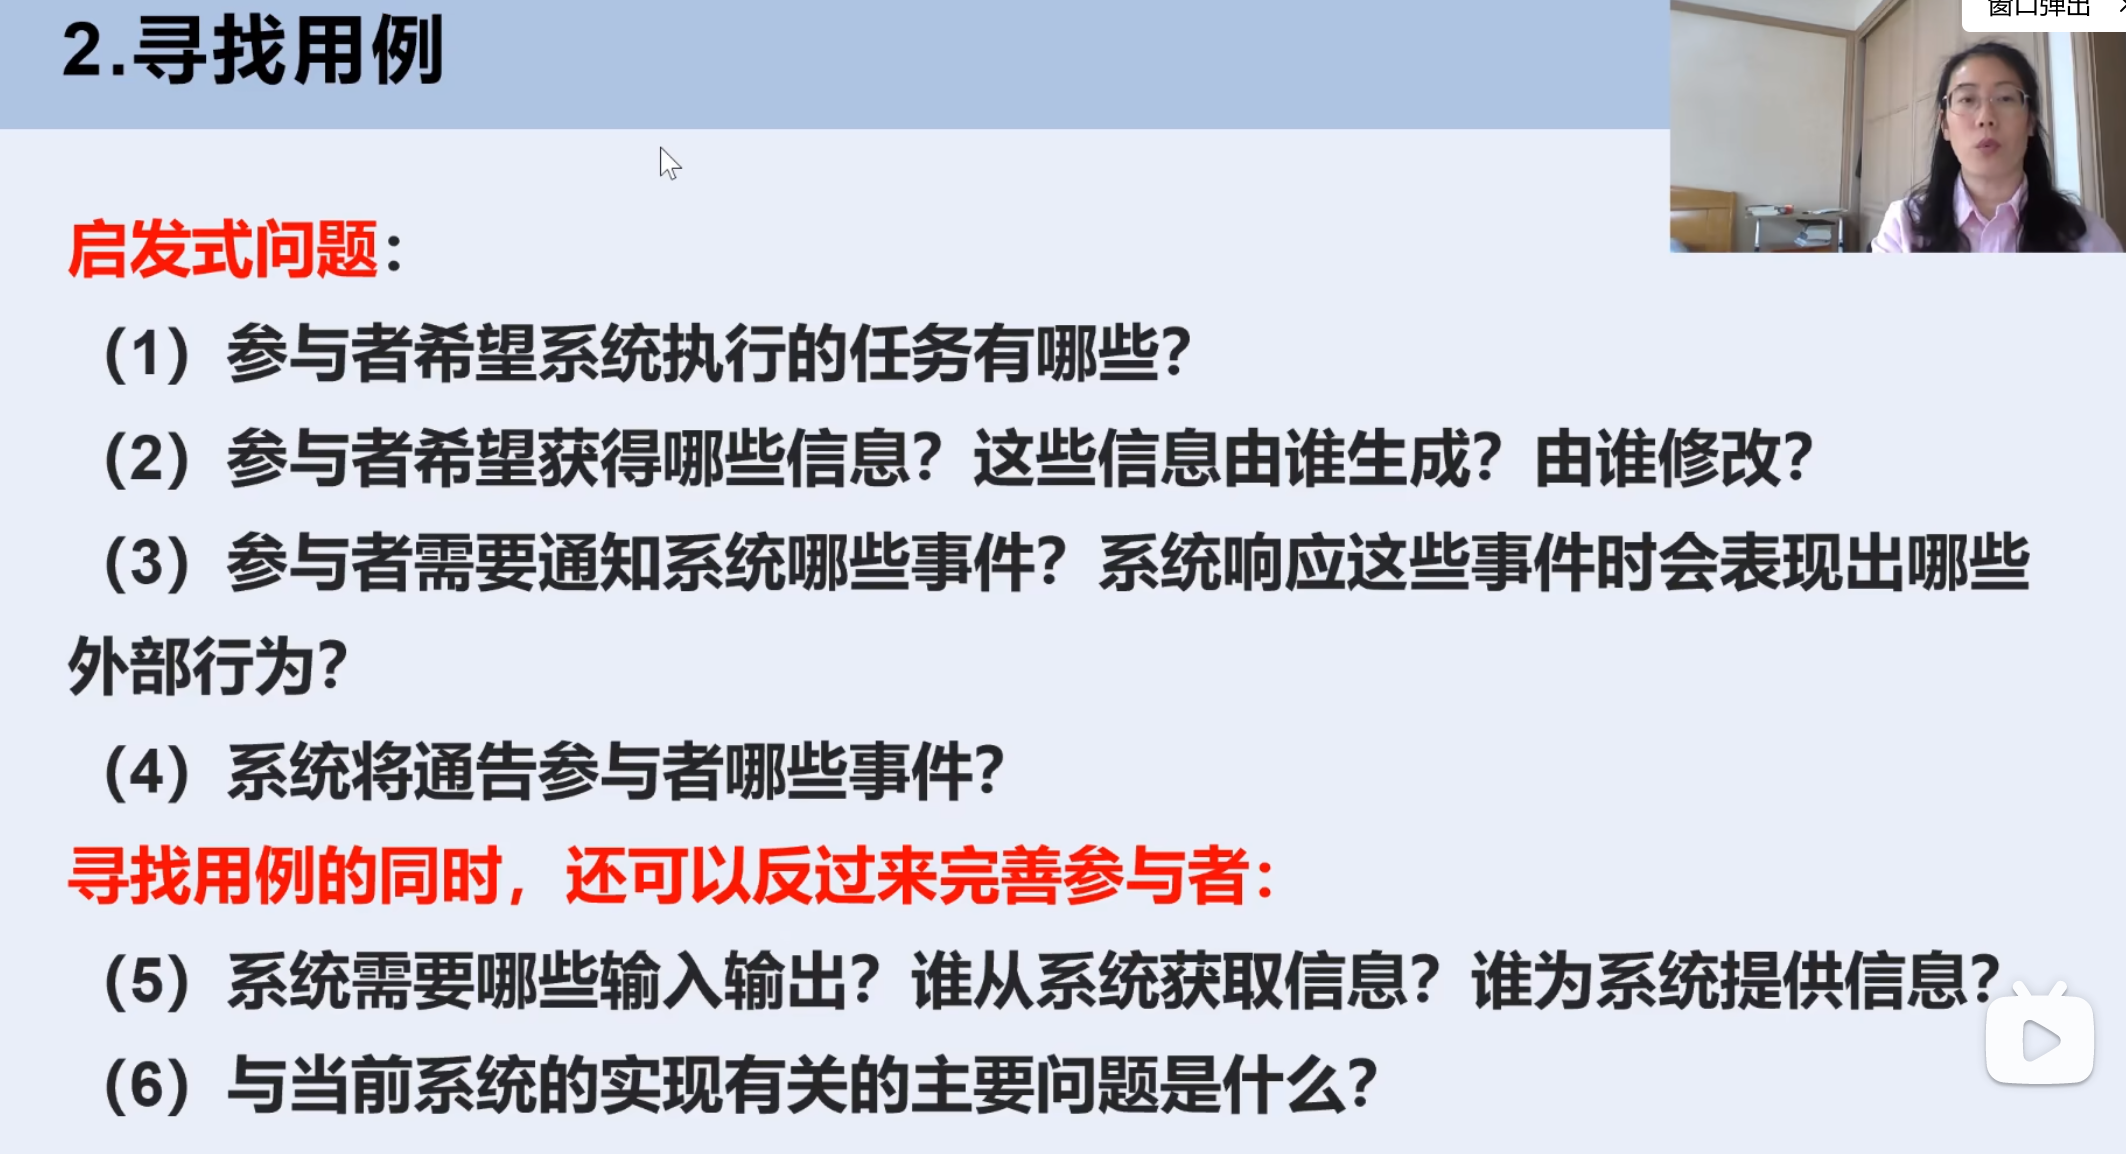 2.寻找用例
窗口弹出
启发式问题：
（1）参与者希望系统执行的任务有哪些？
（2）参与者希望获得哪些信息？这些信息由谁生成？由谁修改？
（3）参与者需要通知系统哪些事件？系统响应这些事件时会表现出哪些
外部行为？
（4）系统将通告参与者哪些事件？
寻找用例的同时，还可以反过来完善参与者：
（5）系统需要哪些输入输出？谁从系统获取信息？谁为系统提供信息？
（6）与当前系统的实现有关的主要问题是什么？